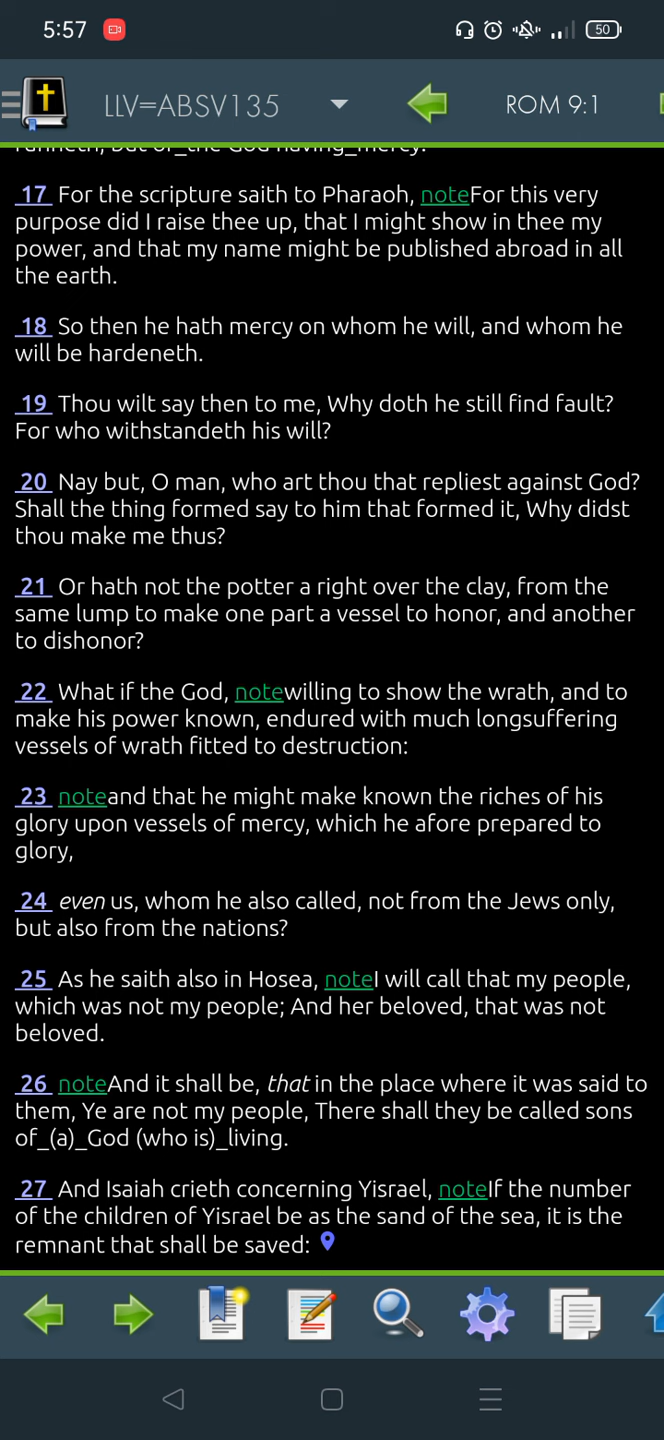 5:57
50
LLV=ABSV135
ROM 9:1
runneth, but of_the God having_mercy.
17 For the scripture saith to Pharaoh, noteFor this very
purpose did I raise thee up, that I might show in thee my
power, and that my name might be published abroad in all
the earth.
18 So then he hath mercy on whom he will, and whom he
will be hardeneth.
19 Thou wilt say then to me, Why doth he still find fault?
For who withstandeth his will?
20 Nay but, O man, who art thou that repliest against God?
Shall the thing formed say to him that formed it, Why didst
thou make me thus?
21 Or hath not the potter a right over the clay, from the
same lump to make one part a vessel to honor, and another
to dishonor?
22 What if the God, notewilling to show the wrath, and to
make his power known, endured with much longsuffering
vessels of wrath fitted to destruction:
23 noteand that he might make known the riches of his
glory upon vessels of mercy, which he afore prepared to
glory,
24 even us, whom he also called, not from the Jews only,
but also from the nations?
25 As he saith also in Hosea, noteI will call that my people,
which was not my people; And her beloved, that was not
beloved.
26 noteAnd it shall be, that in the place where it was said to
them, Ye are not my people, There shall they be called sons
of_(a)_God (who is)_living.
27 And Isaiah crieth concerning Yisrael, noteIf the number
of the children of Yisrael be as the sand of the sea, it is the
remnant that shall be saved: